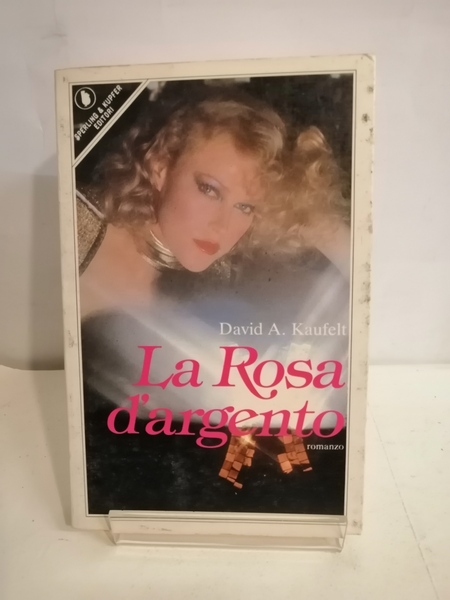 SPERLING & KUPFER
EDITORI
David A. Kaufelt
La Rosa
d'argento
romanzo